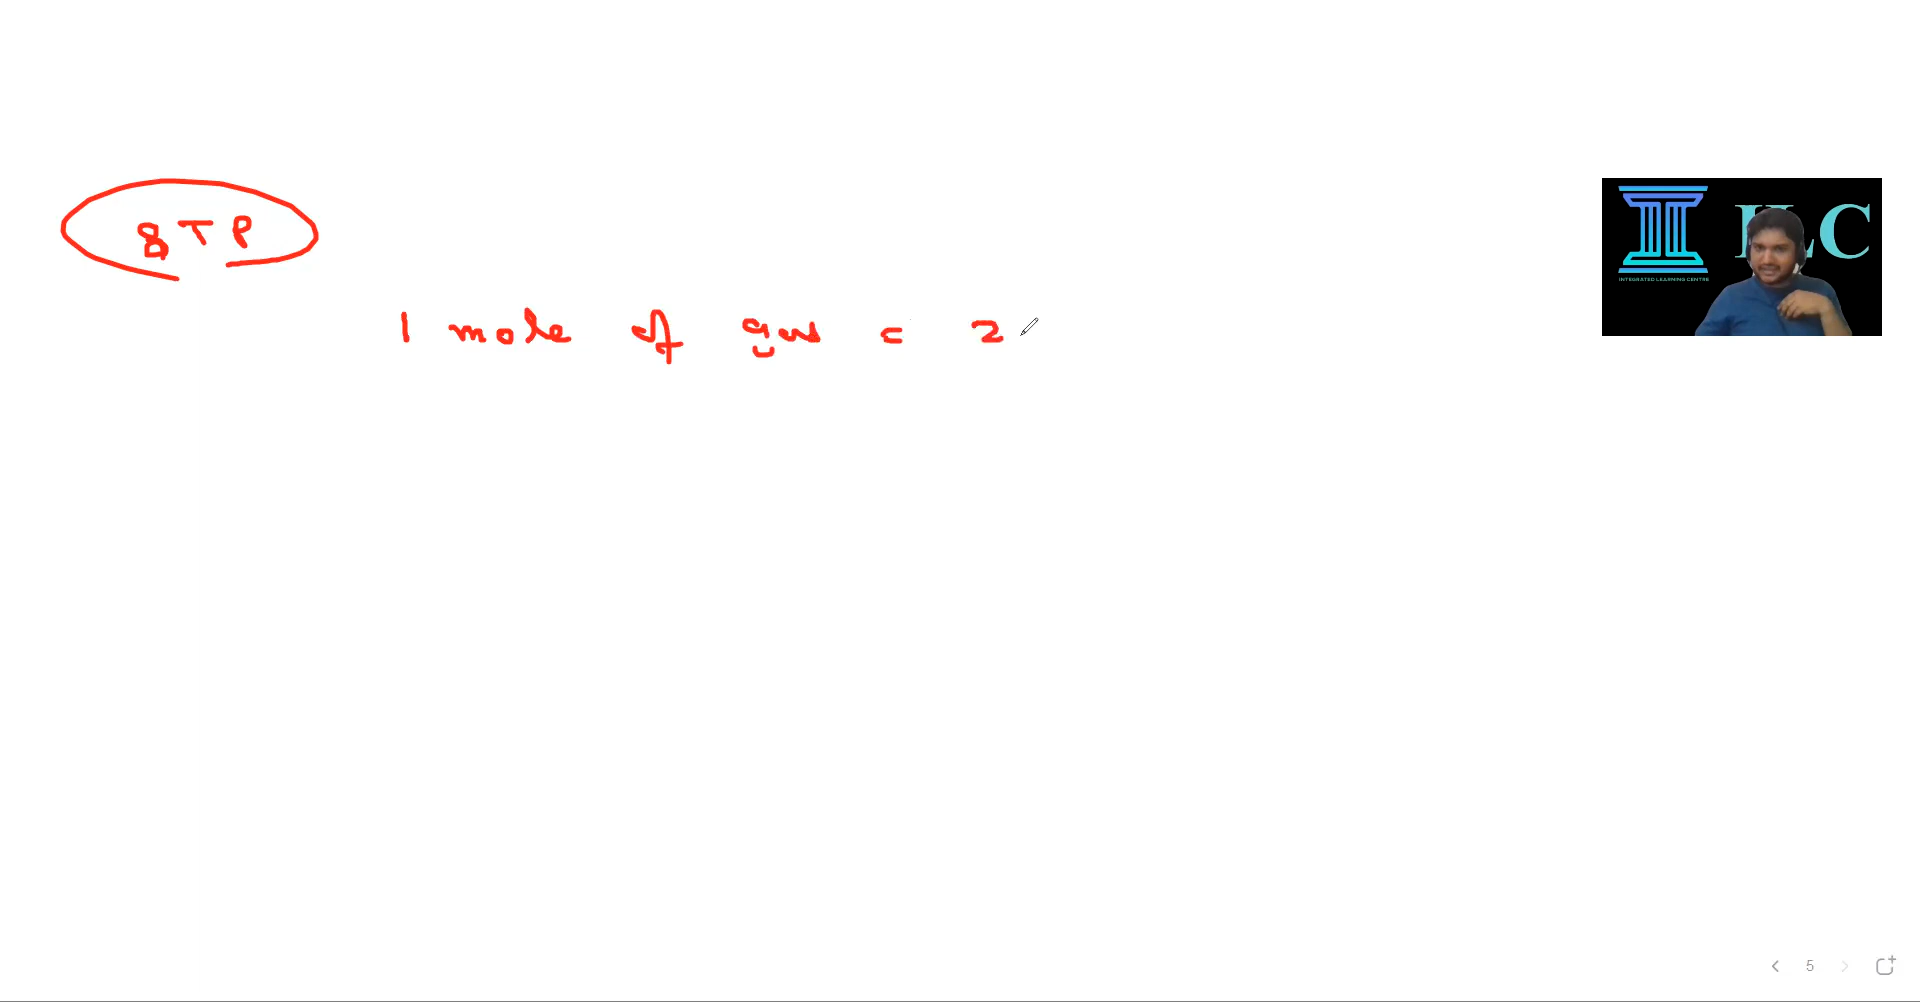 STP
1 mole of gas = 2
ILC
INTEGRATED LEARNING CENTRE
5